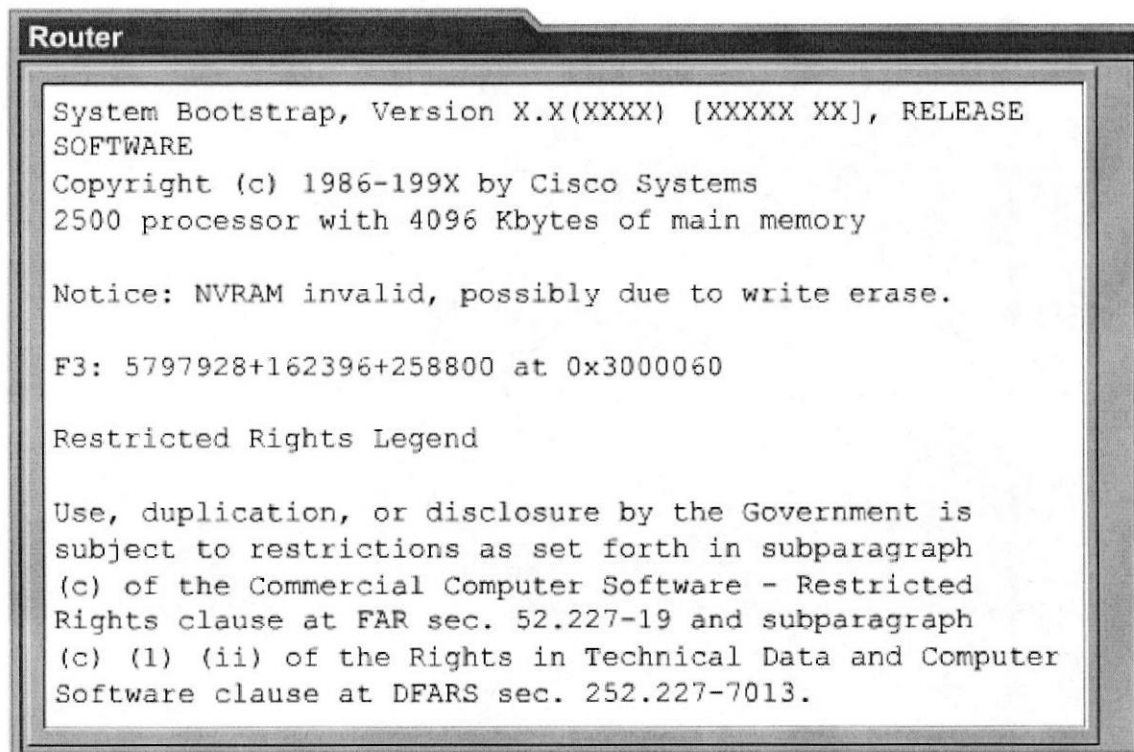 Router
System Bootstrap, Version X.X(XXXX) [XXXXX XX], RELEASE
SOFTWARE
Copyright (c) 1986-199X by Cisco Systems
2500 processor with 4096 Kbytes of main memory
Notice: NVRAM invalid, possibly due to write erase.
F3: 5797928+162396+258800 at 0x3000060
Restricted Rights Legend
Use, duplication, or disclosure by the Government is
subject to restrictions as set forth in subparagraph
(c) of the Commercial Computer Software - Restricted
Rights clause at FAR sec. 52.227-19 and subparagraph
(c) (1) (ii) of the Rights in Technical Data and Computer
Software clause at DFARS sec. 252.227-7013.